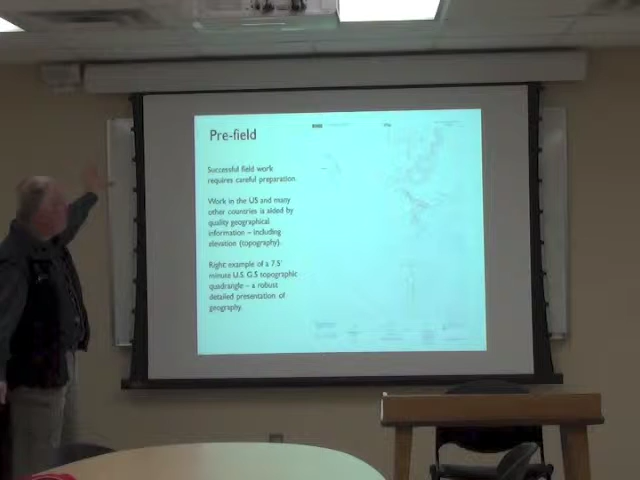 Pre-field
Successful field work
requires careful preparation.
Work in the US and many
other countries is aided by
quality geographical
information – including
elevation (topography).
Right: example of a 7.5'
minute U.S. G.S topographic
quadrangle – a robust
detailed presentation of
geography.